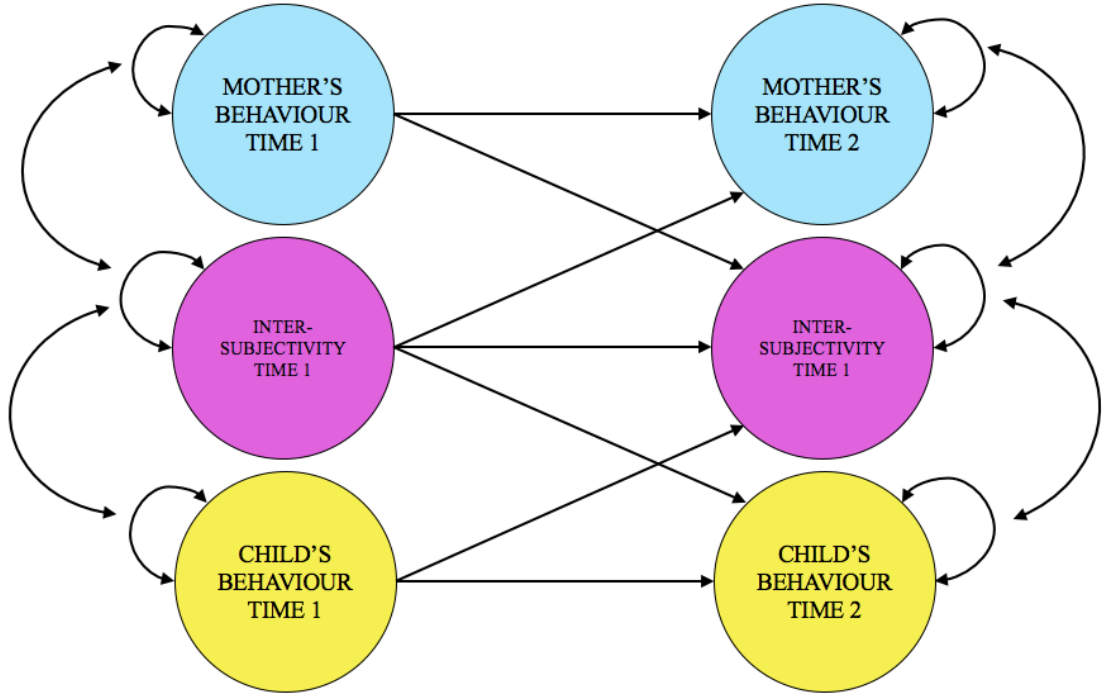 MOTHER'S
BEHAVIOUR
TIME 1
MOTHER'S
BEHAVIOUR
TIME 2
INTER-
SUBJECTIVITY
TIME 1
INTER-
SUBJECTIVITY
TIME 1
CHILD'S
BEHAVIOUR
TIME 1
CHILD'S
BEHAVIOUR
TIME 2